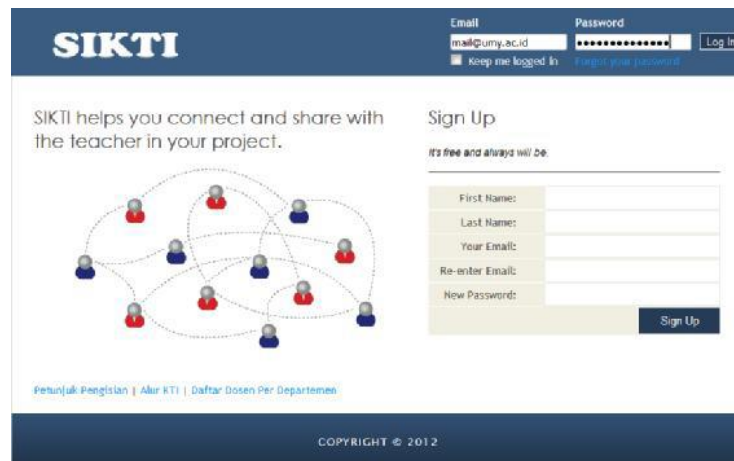 SIKTI
Email
Password
mail@umy.ac.id
Log In
Keep me logged in
Forgot your password
SIKTI helps you connect and share with
the teacher in your project.
Sign Up
It's free and always will be.
First Name:
Last Name:
Your Email:
Re-enter Email:
New Password:
Sign Up
Petunjuk Pengisian | Alur KTI | Daftar Dosen Per Departemen
COPYRIGHT © 2012